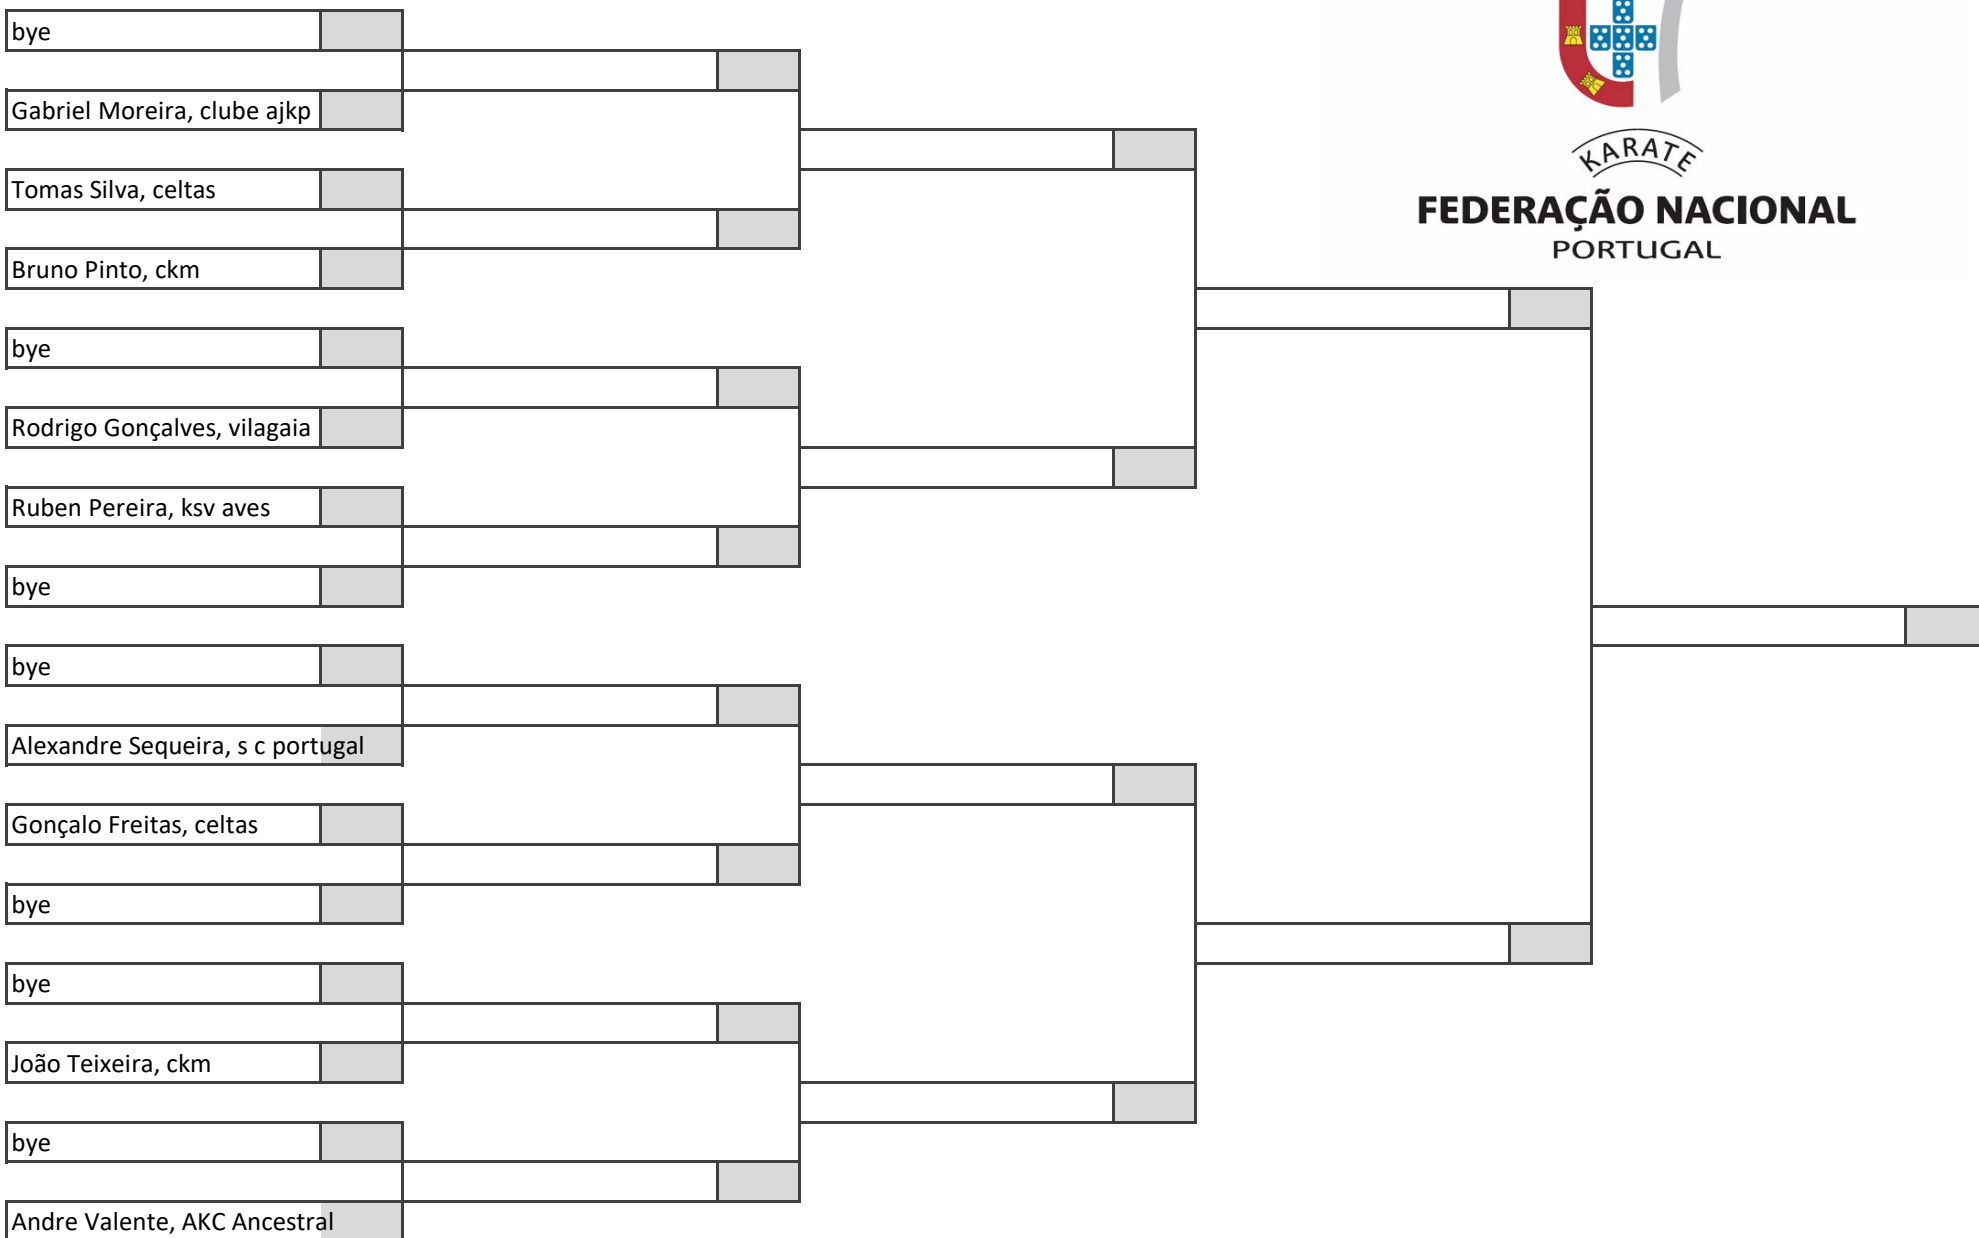 bye
Gabriel Moreira, clube ajkp
Tomas Silva, celtas
Bruno Pinto, ckm
bye
Rodrigo Gonçalves, vilagaia
Ruben Pereira, ksv aves
bye
bye
Alexandre Sequeira, s c portugal
Gonçalo Freitas, celtas
bye
bye
João Teixeira, ckm
bye
Andre Valente, AKC Ancestral
KARATE
FEDERAÇÃO NACIONAL
PORTUGAL